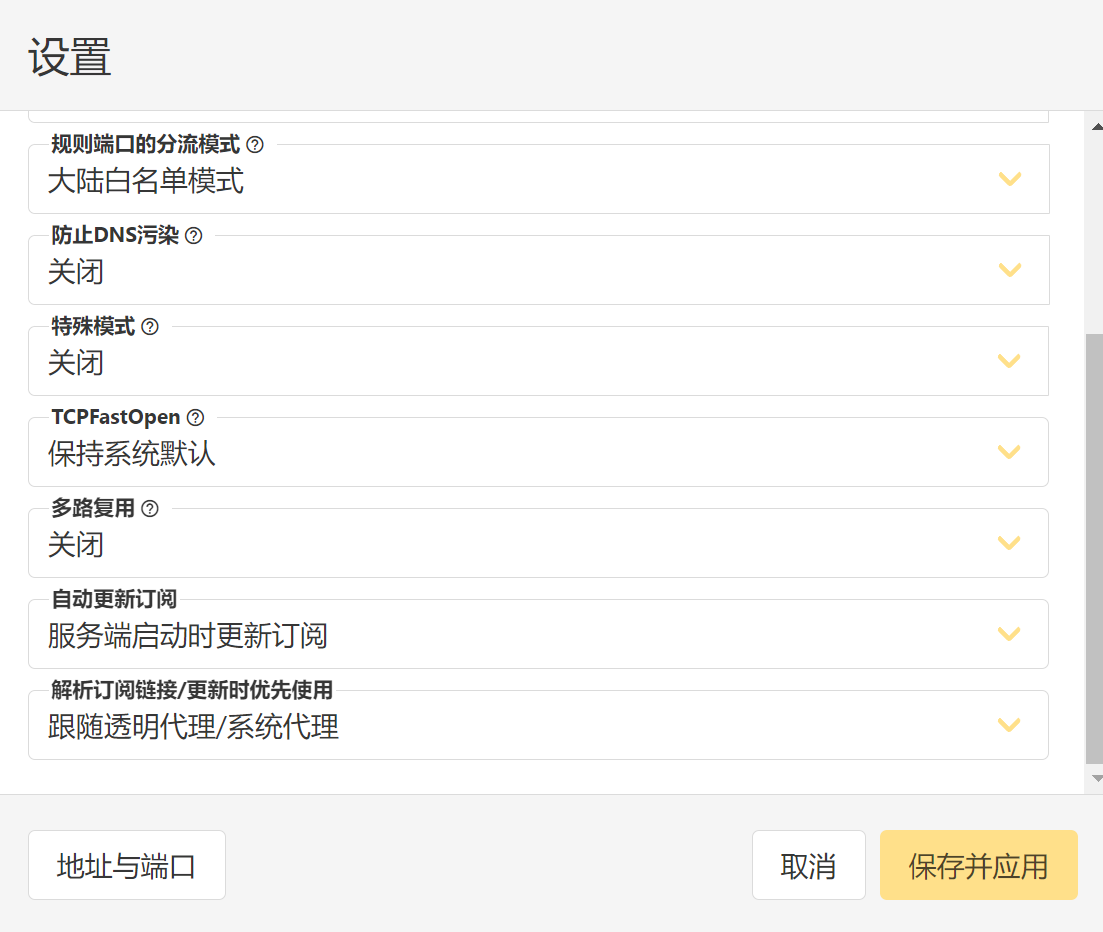 设置
规则端口的分流模式
大陆白名单模式
防止DNS污染
关闭
特殊模式
关闭
TCPFastOpen
保持系统默认
多路复用
关闭
自动更新订阅
服务端启动时更新订阅
解析订阅链接/更新时优先使用
跟随透明代理/系统代理
地址与端口
取消
保存并应用